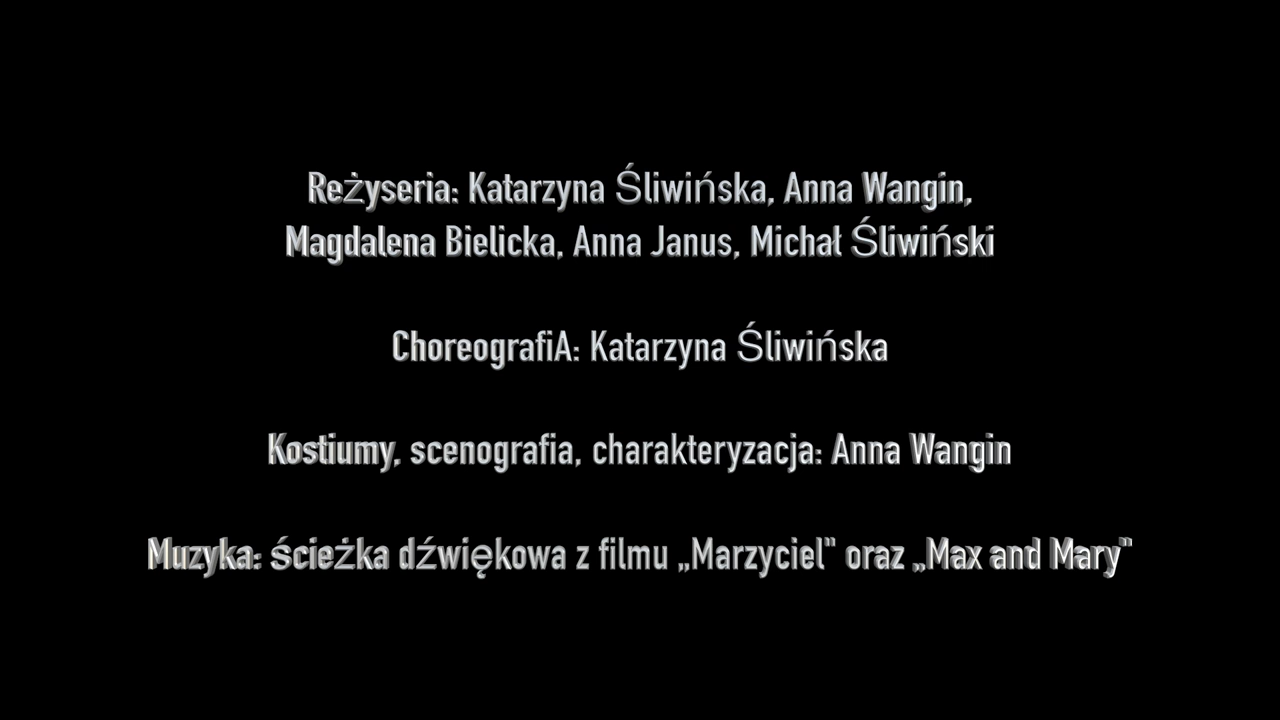 Reżyseria: Katarzyna Śliwińska, Anna Wangin,
Magdalena Bielicka, Anna Janus, Michał Śliwiński
ChoreografiA: Katarzyna Śliwińska
Kostiumy, scenografia, charakteryzacja: Anna Wangin
Muzyka: ścieżka dźwiękowa z filmu „Marzyciel" oraz „Max and Mary"